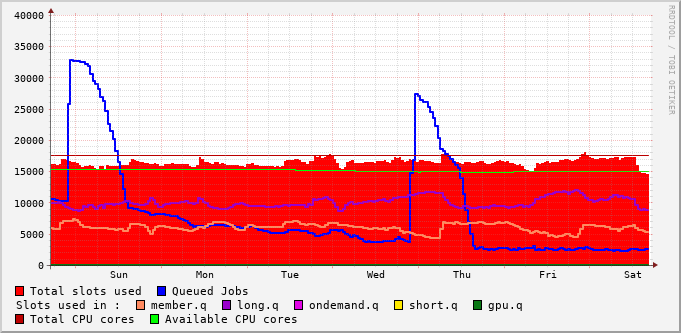 40000
35000
30000
25000
20000
15000
10000
5000
0
Sun Mon Tue Wed Thu Fri Sat
RRDTOOL / TOBI OETIKER
Total slots used Queued Jobs
Slots used in : member.q long.q ondemand.q short.q gpu.q
Total CPU cores Available CPU cores